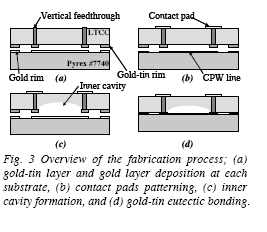 Vertical feedthrough
Contact pad
LTCC
Pyrex #7740
Gold rim
(a)
Gold-tin rim
(b)
CPW line
Inner cavity
(c)
(d)
Fig. 3 Overview of the fabrication process; (a)
gold-tin layer and gold layer deposition at each
substrate, (b) contact pads patterning, (c) inner
cavity formation, and (d) gold-tin eutectic bonding.